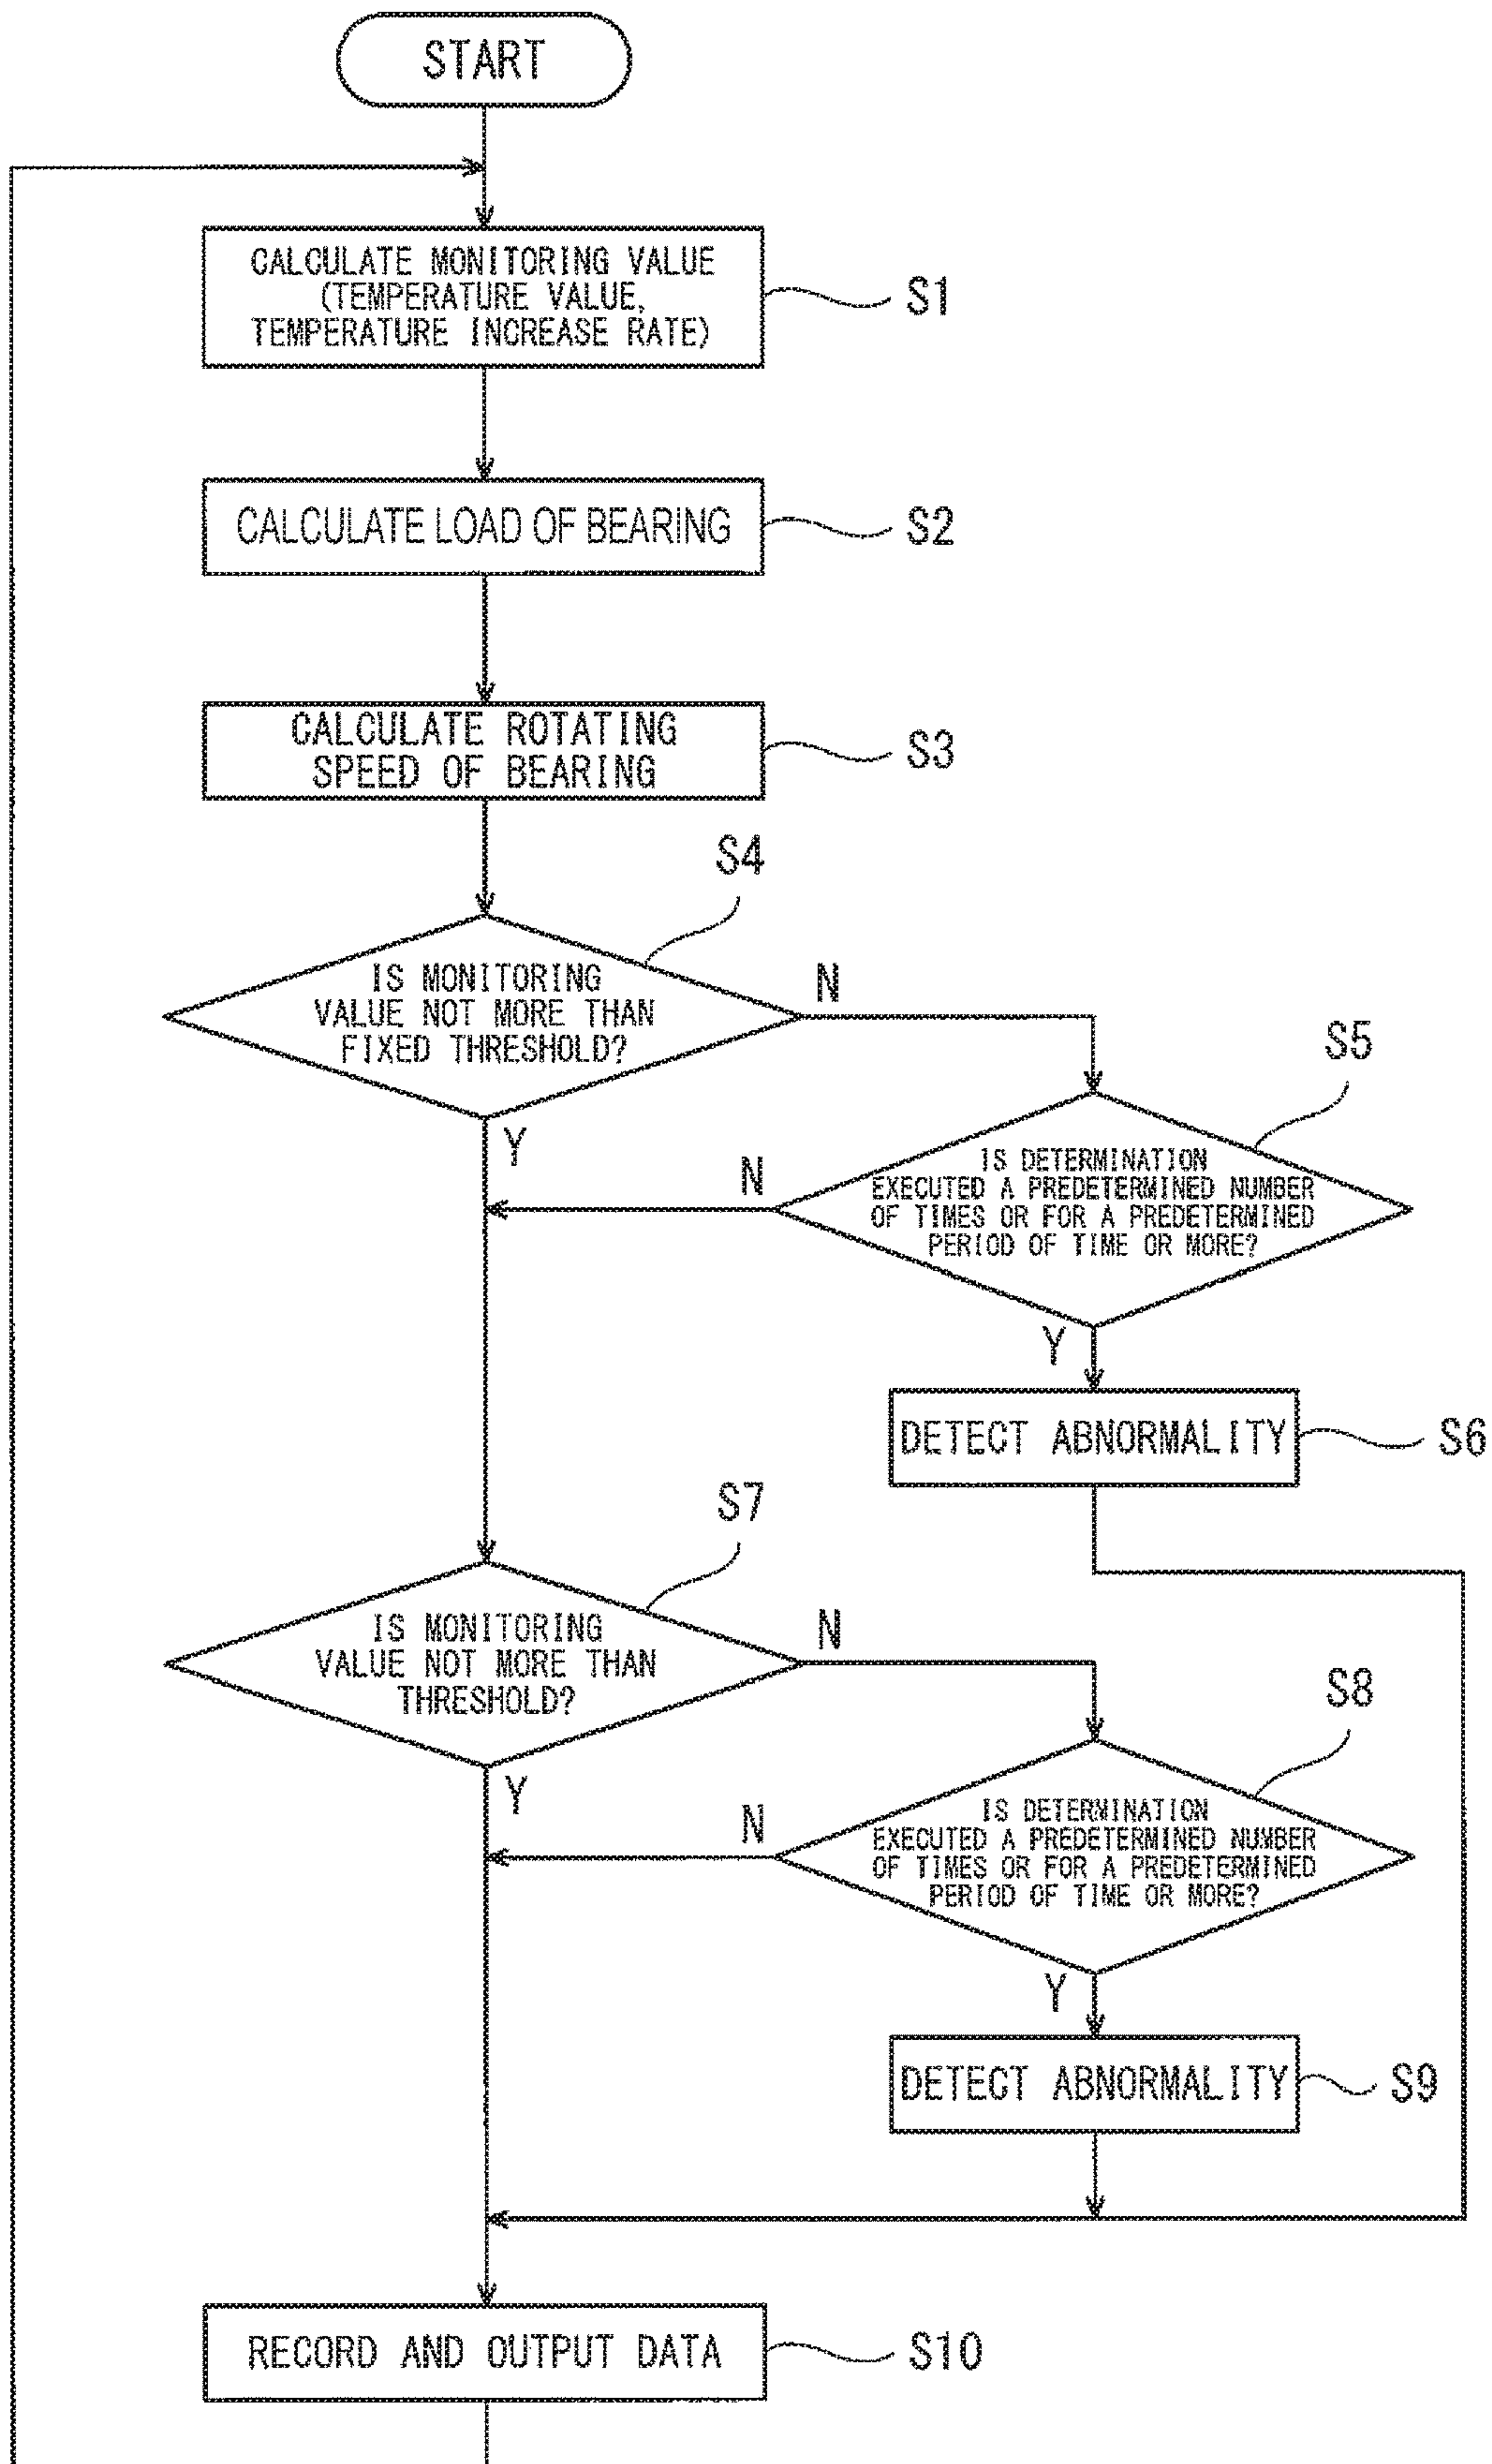 START
CALCULATE MONITORING VALUE
(TEMPERATURE VALUE,
TEMPERATURE INCREASE RATE)
S1
CALCULATE LOAD OF BEARING
S2
CALCULATE ROTATING
SPEED OF BEARING
S3
S4
IS MONITORING
VALUE NOT MORE THAN
FIXED THRESHOLD?
N
Y
S5
IS DETERMINATION
EXECUTED A PREDETERMINED NUMBER
OF TIMES OR FOR A PREDETERMINED
PERIOD OF TIME OR MORE?
N
Y
DETECT ABNORMALITY
S6
S7
IS MONITORING
VALUE NOT MORE THAN
THRESHOLD?
N
Y
S8
IS DETERMINATION
EXECUTED A PREDETERMINED NUMBER
OF TIMES OR FOR A PREDETERMINED
PERIOD OF TIME OR MORE?
N
Y
DETECT ABNORMALITY
S9
RECORD AND OUTPUT DATA
S10